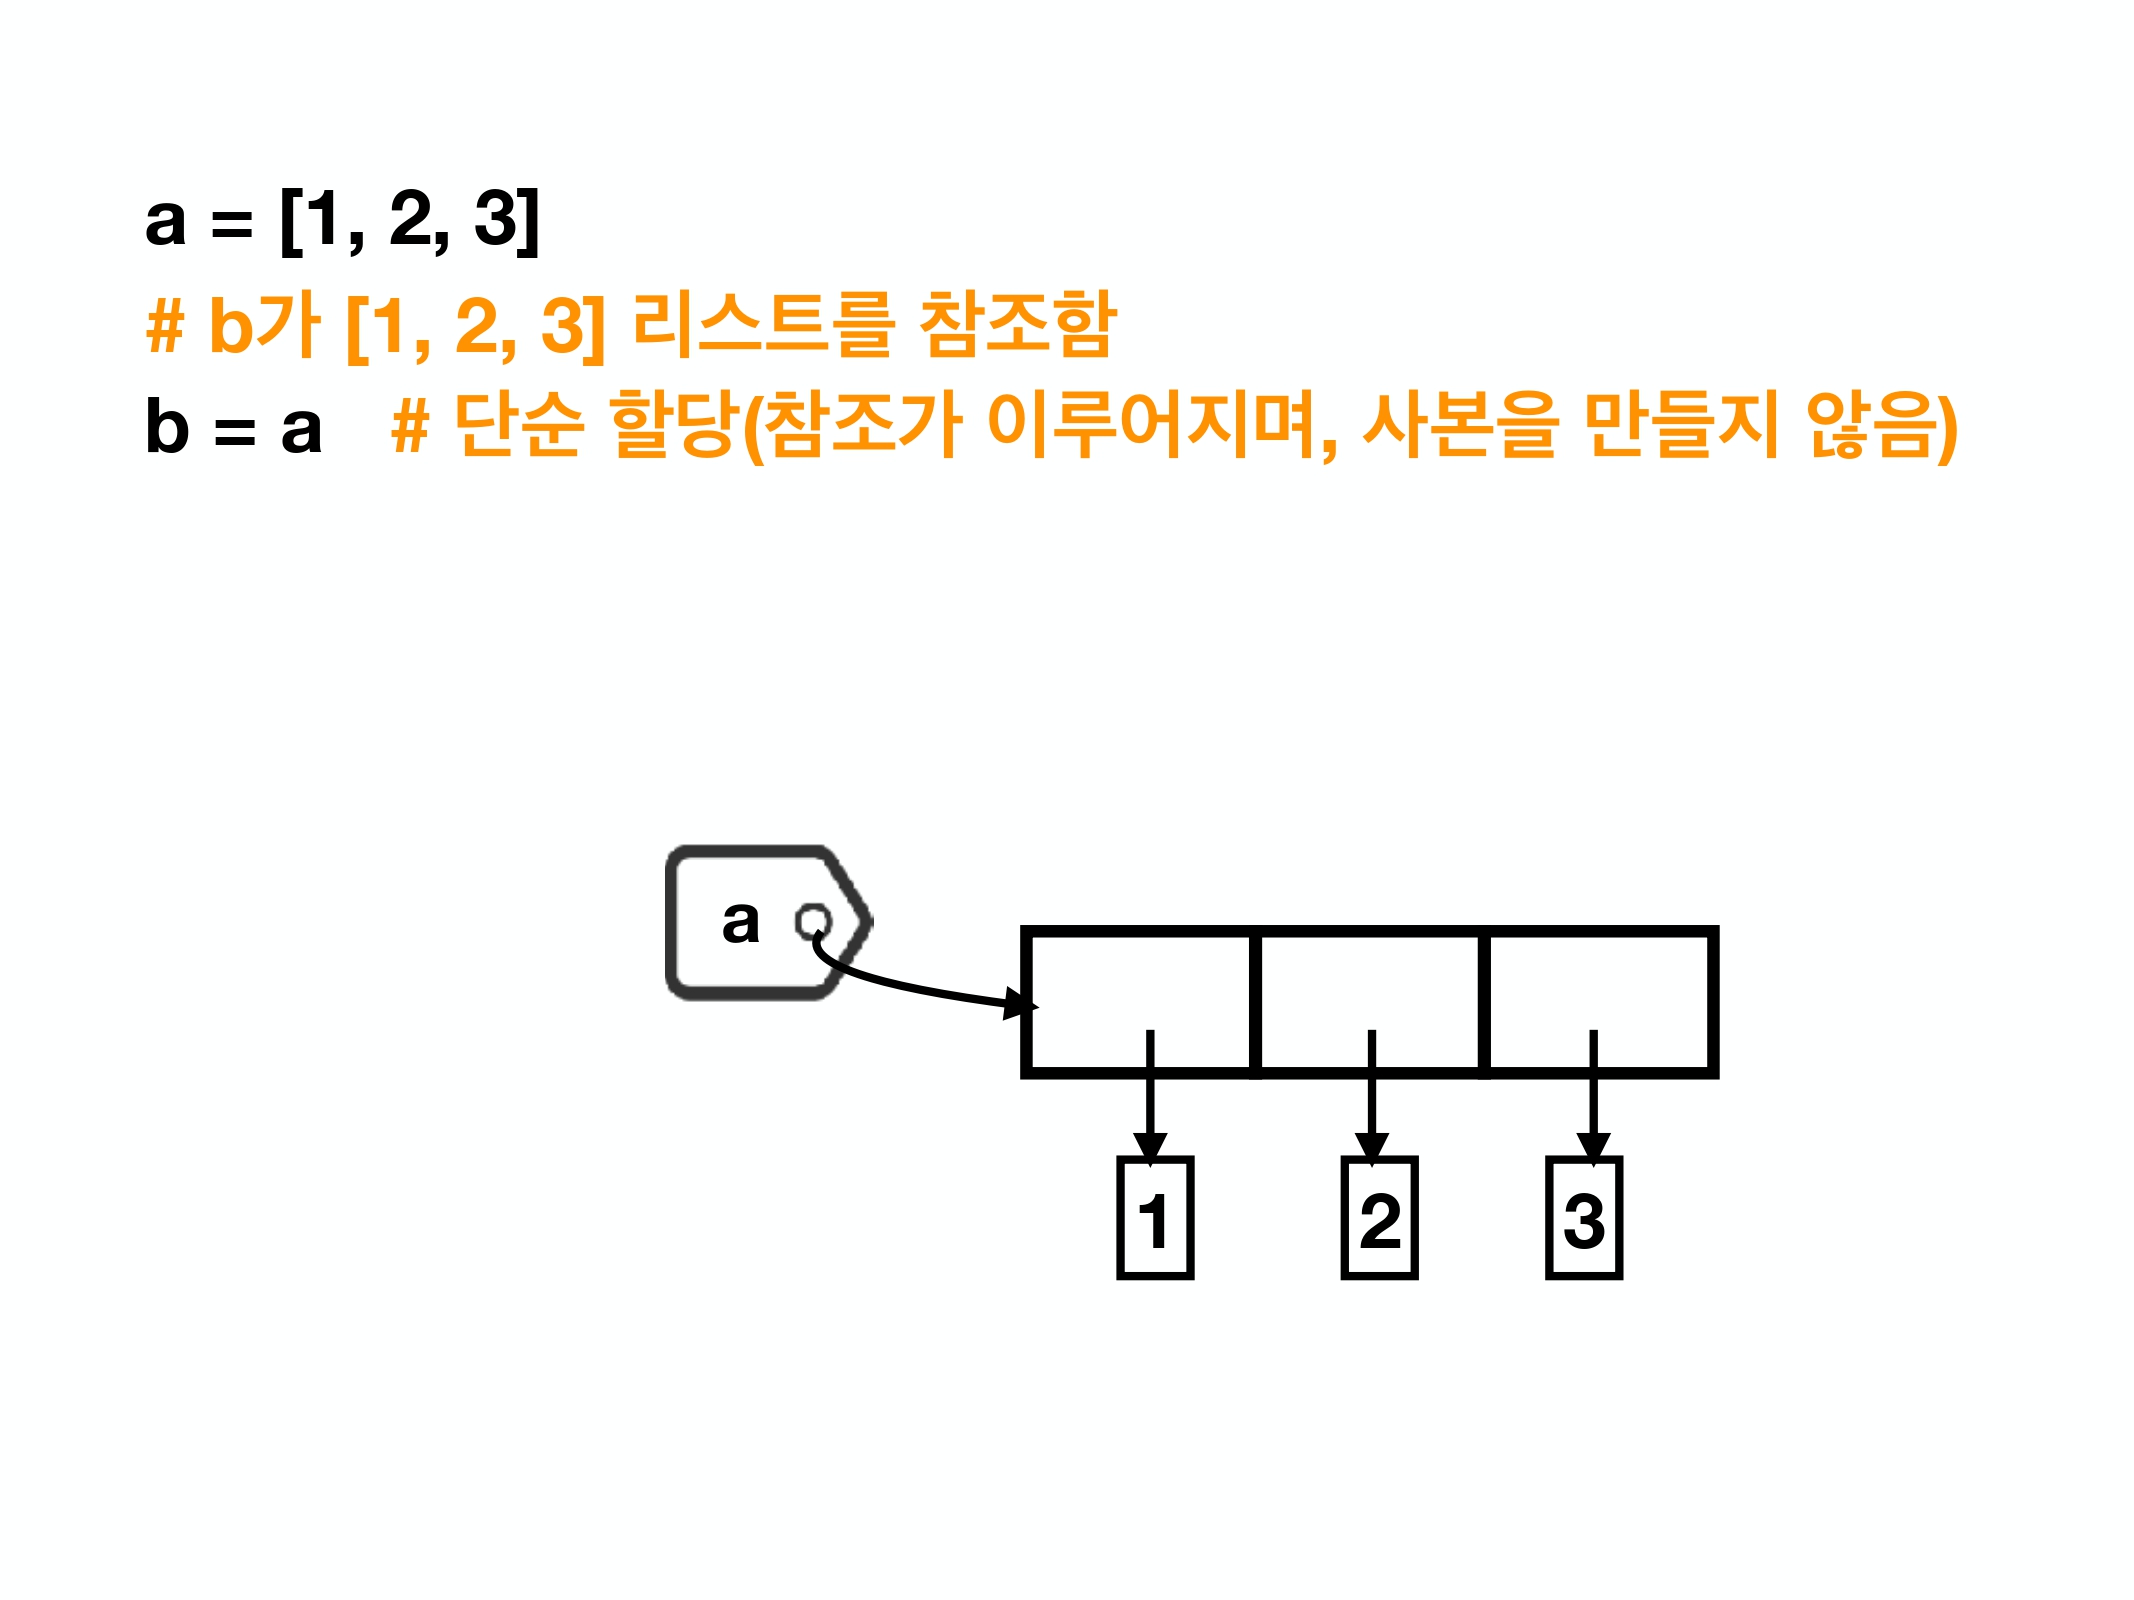 a = [1, 2, 3]
# b가 [1, 2, 3] 리스트를 참조함
b = a # 단순 할당(참조가 이루어지며, 사본을 만들지 않음)
a
1 2 3